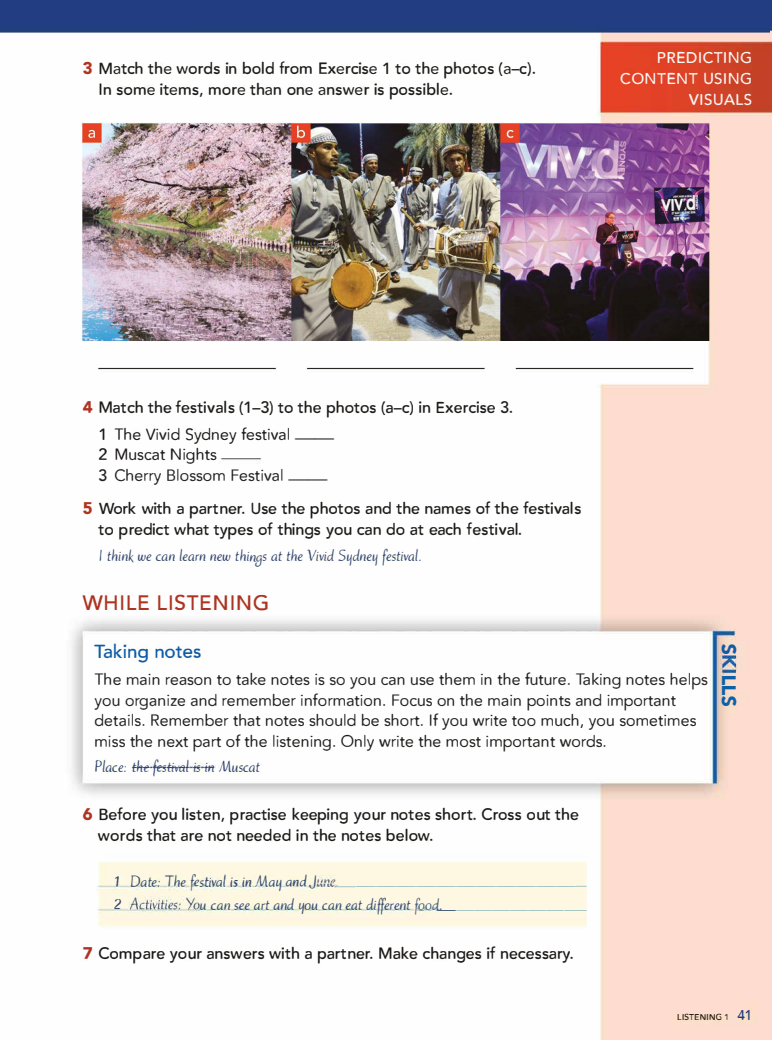 PREDICTING
CONTENT USING
VISUALS
3 Match the words in bold from Exercise 1 to the photos (a–c).
In some items, more than one answer is possible.
a
b
c
VIVID
SYDNEY
VIVID
VIVID
4 Match the festivals (1–3) to the photos (a–c) in Exercise 3.
1 The Vivid Sydney festival
2 Muscat Nights
3 Cherry Blossom Festival
5 Work with a partner. Use the photos and the names of the festivals
to predict what types of things you can do at each festival.
I think we can learn new things at the Vivid Sydney festival.
WHILE LISTENING
SKILLS
Taking notes
The main reason to take notes is so you can use them in the future. Taking notes helps
you organize and remember information. Focus on the main points and important
details. Remember that notes should be short. If you write too much, you sometimes
miss the next part of the listening. Only write the most important words.
Place: the festival is in Muscat
6 Before you listen, practise keeping your notes short. Cross out the
words that are not needed in the notes below.
1 Date: The festival is in May and June.
2 Activities: You can see art and you can eat different food.
7 Compare your answers with a partner. Make changes if necessary.
LISTENING 1 41